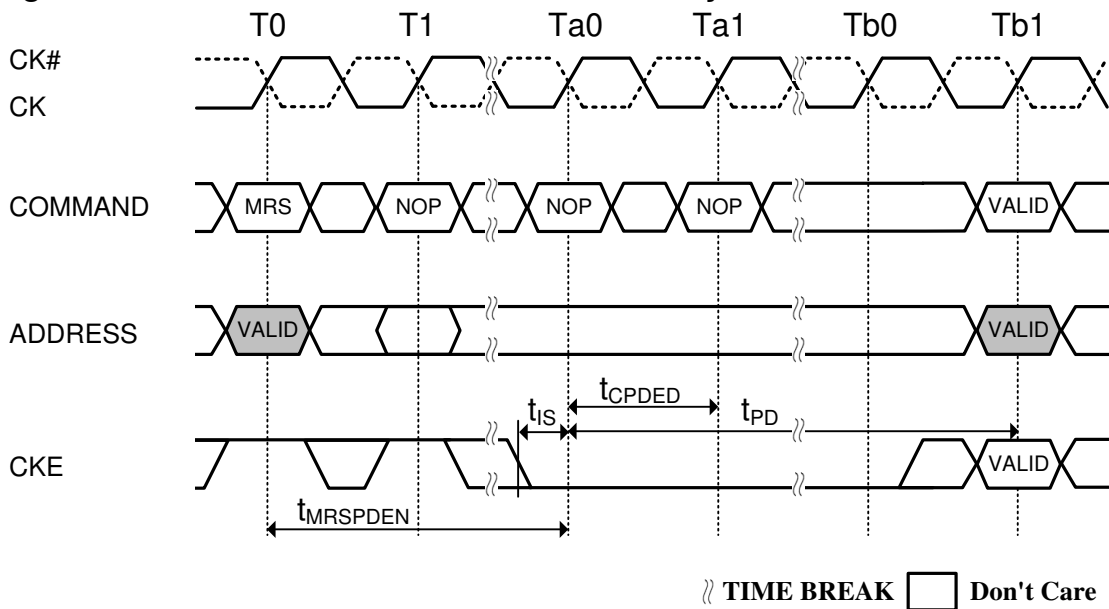 T0 T1 Ta0 Ta1 Tb0 Tb1
CK#
CK
COMMAND MRS NOP NOP NOP VALID
ADDRESS VALID VALID
tCPDED
tIS tPD
CKE VALID
tMRSPDEN
TIME BREAK Don't Care